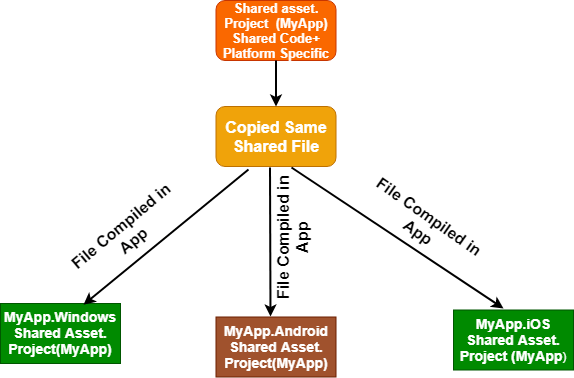 Shared asset.
Project (MyApp)
Shared Code+
Platform Specific
Copied Same
Shared File
File Compiled in
App
File Compiled in
App
File Compiled in
App
MyApp.Windows
Shared Asset.
Project(MyApp)
MyApp.Android
Shared Asset.
Project(MyApp)
MyApp.iOS
Shared Asset.
Project (MyApp)